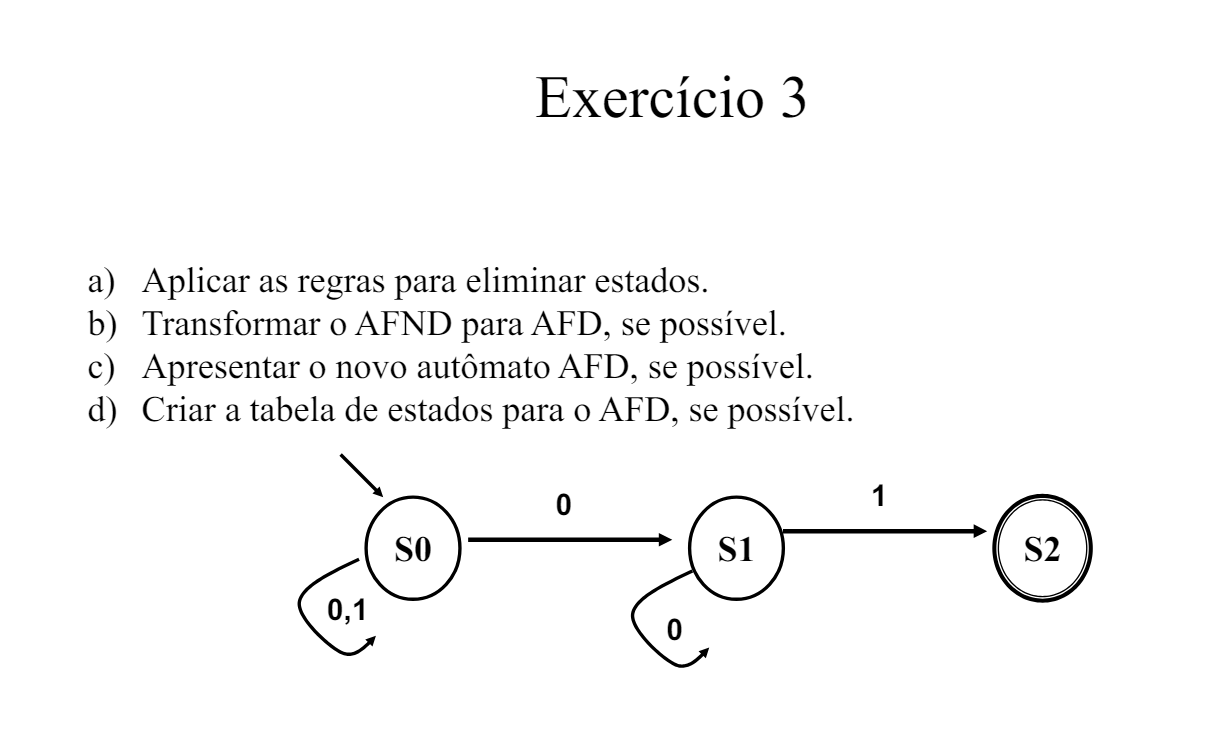 Exercício 3
a) Aplicar as regras para eliminar estados.
b) Transformar o AFND para AFD, se possível.
c) Apresentar o novo autômato AFD, se possível.
d) Criar a tabela de estados para o AFD, se possível.
0
1
S0
S1
S2
0,1
0